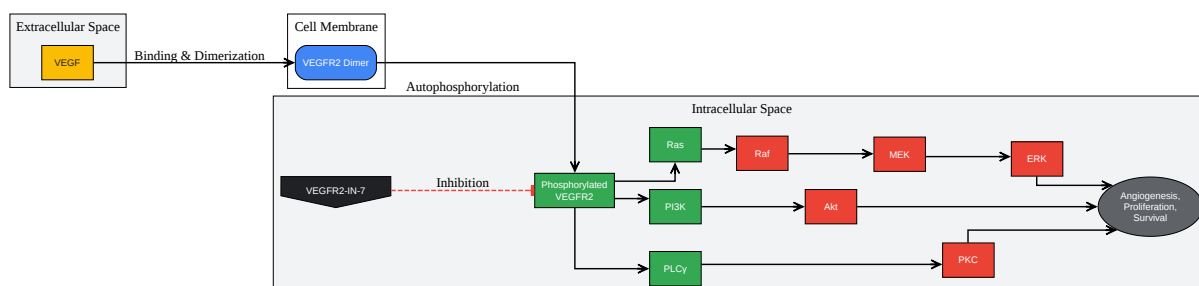 Extracellular Space
VEGF
Binding & Dimerization
Cell Membrane
VEGFR2 Dimer
Autophosphorylation
Intracellular Space
VEGFR2-IN-7
Inhibition
Phosphorylated
VEGFR2
Ras
Raf
MEK
ERK
PI3K
Akt
PLCγ
PKC
Angiogenesis,
Proliferation,
Survival